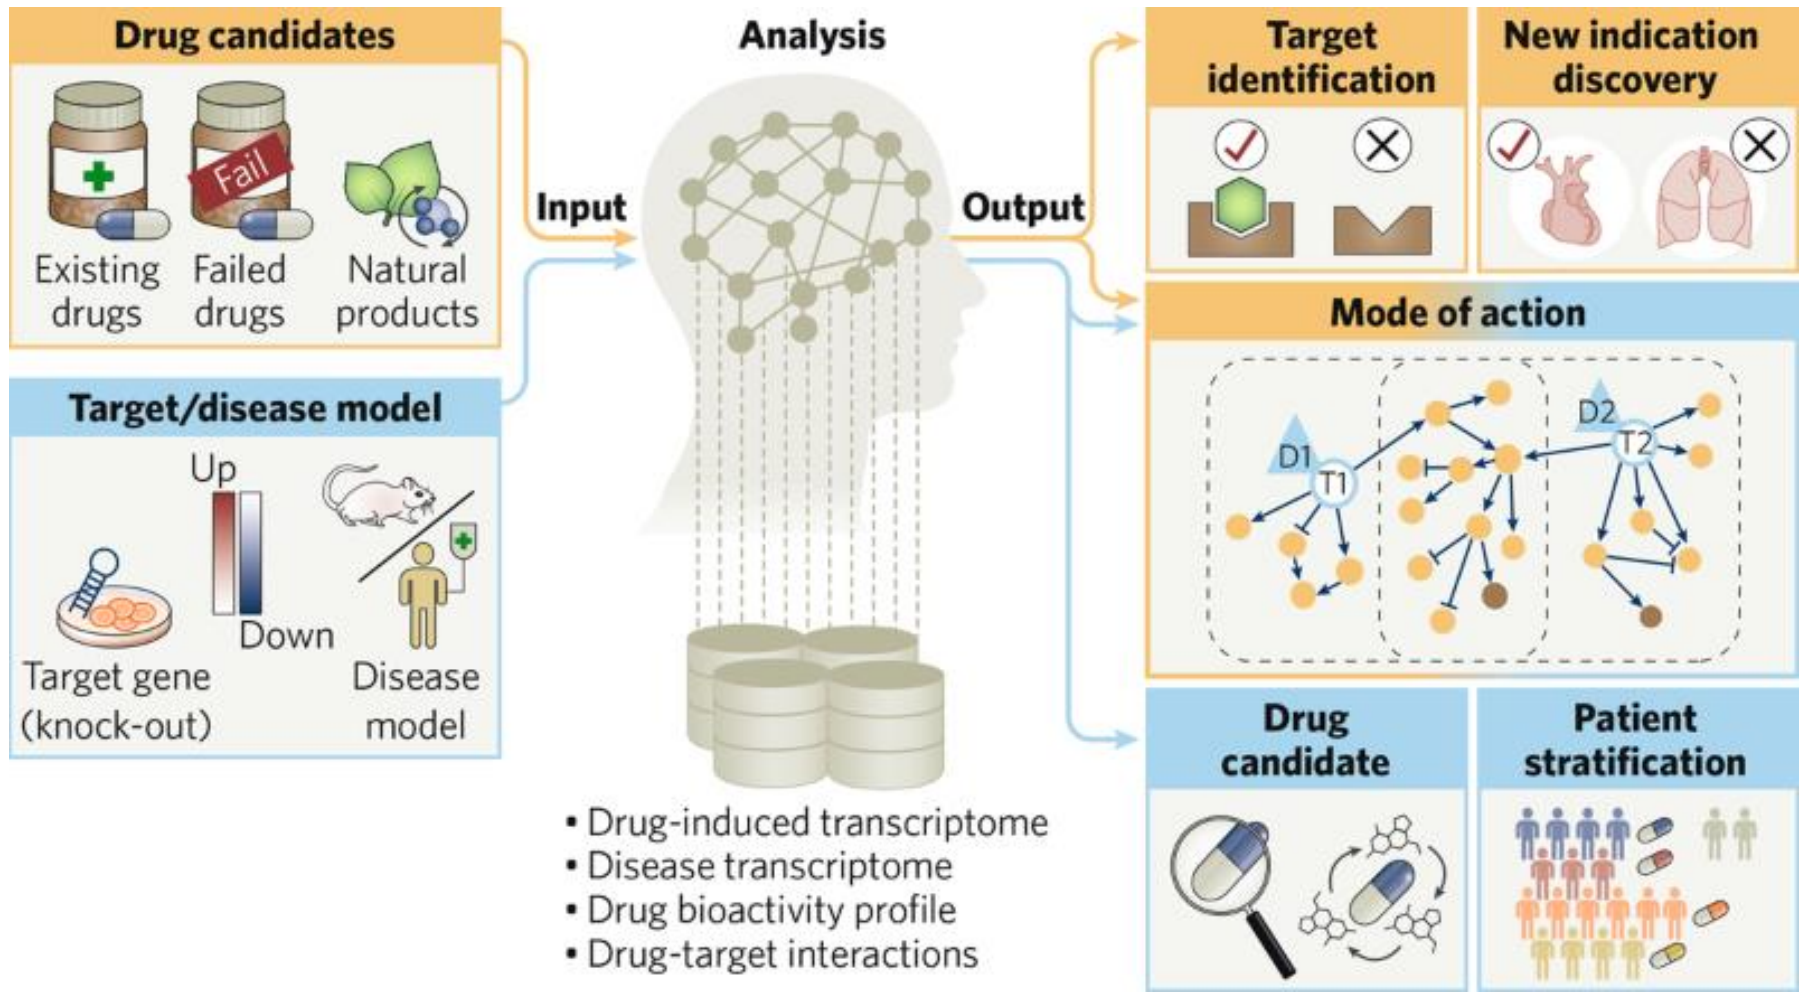 Drug candidates
Fail
Existing
drugs
Failed
drugs
Natural
products
Target/disease model
Up
Down
Target gene
(knock-out)
Disease
model
Input
Analysis
Output
• Drug-induced transcriptome
• Disease transcriptome
• Drug bioactivity profile
• Drug-target interactions
Target
identification
New indication
discovery
Mode of action
D1
T1
D2
T2
Drug
candidate
Patient
stratification